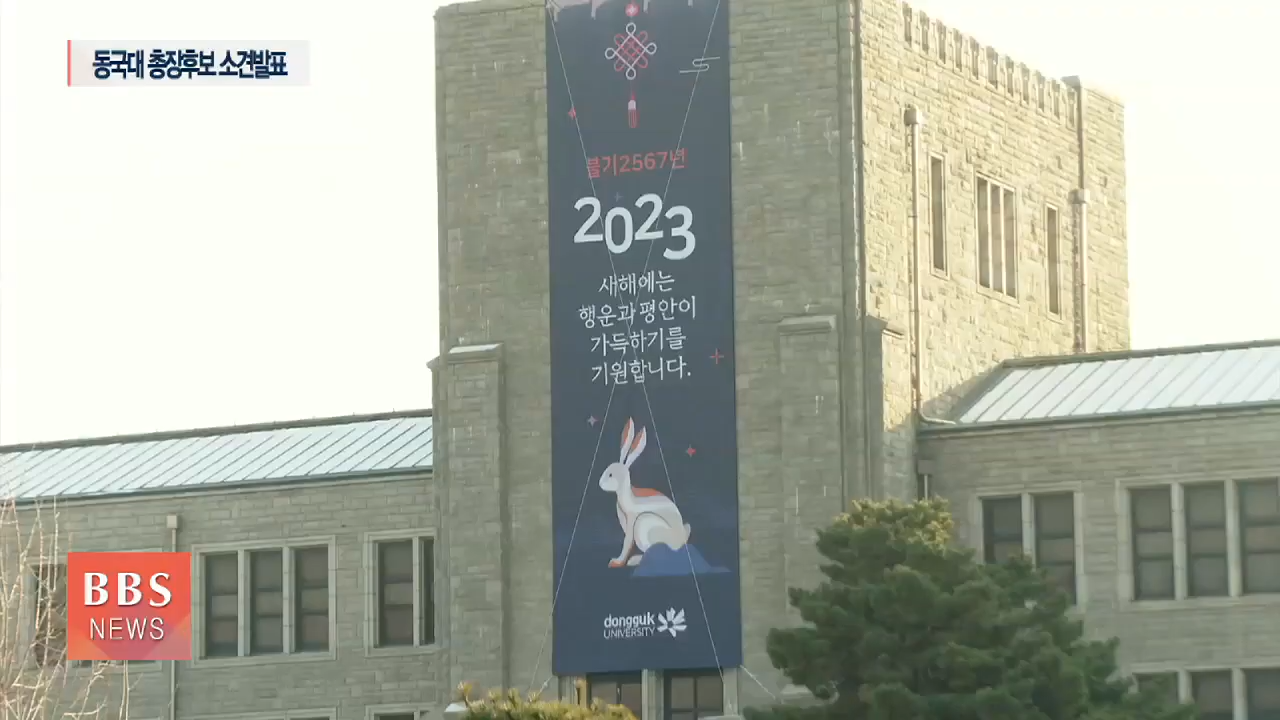 동국대 총장후보 소견발표
불기2567년
2023
새해에는
행운과 평안이
가득하기를
기원합니다.
dongguk
UNIVERSITY
BBS
NEWS